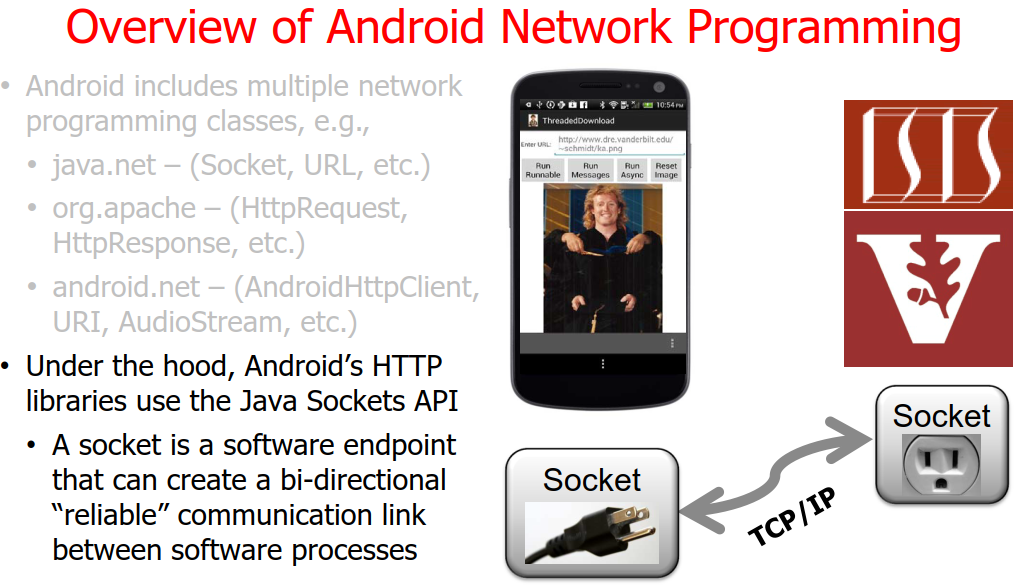 Overview of Android Network Programming
• Android includes multiple network
programming classes, e.g.,
• java.net – (Socket, URL, etc.)
• org.apache – (HttpRequest,
HttpResponse, etc.)
• android.net – (AndroidHttpClient,
URI, AudioStream, etc.)
• Under the hood, Android’s HTTP
libraries use the Java Sockets API
• A socket is a software endpoint
that can create a bi-directional
“reliable” communication link
between software processes
10:54 PM
ThreadedDownload
Enter URL:
http://www.dre.vanderbilt.edu/
~schmidt/ka.png
Run
Runnable
Run
Messages
Run
Async
Reset
Image
ISIS
V
Socket
Socket
TCP/IP